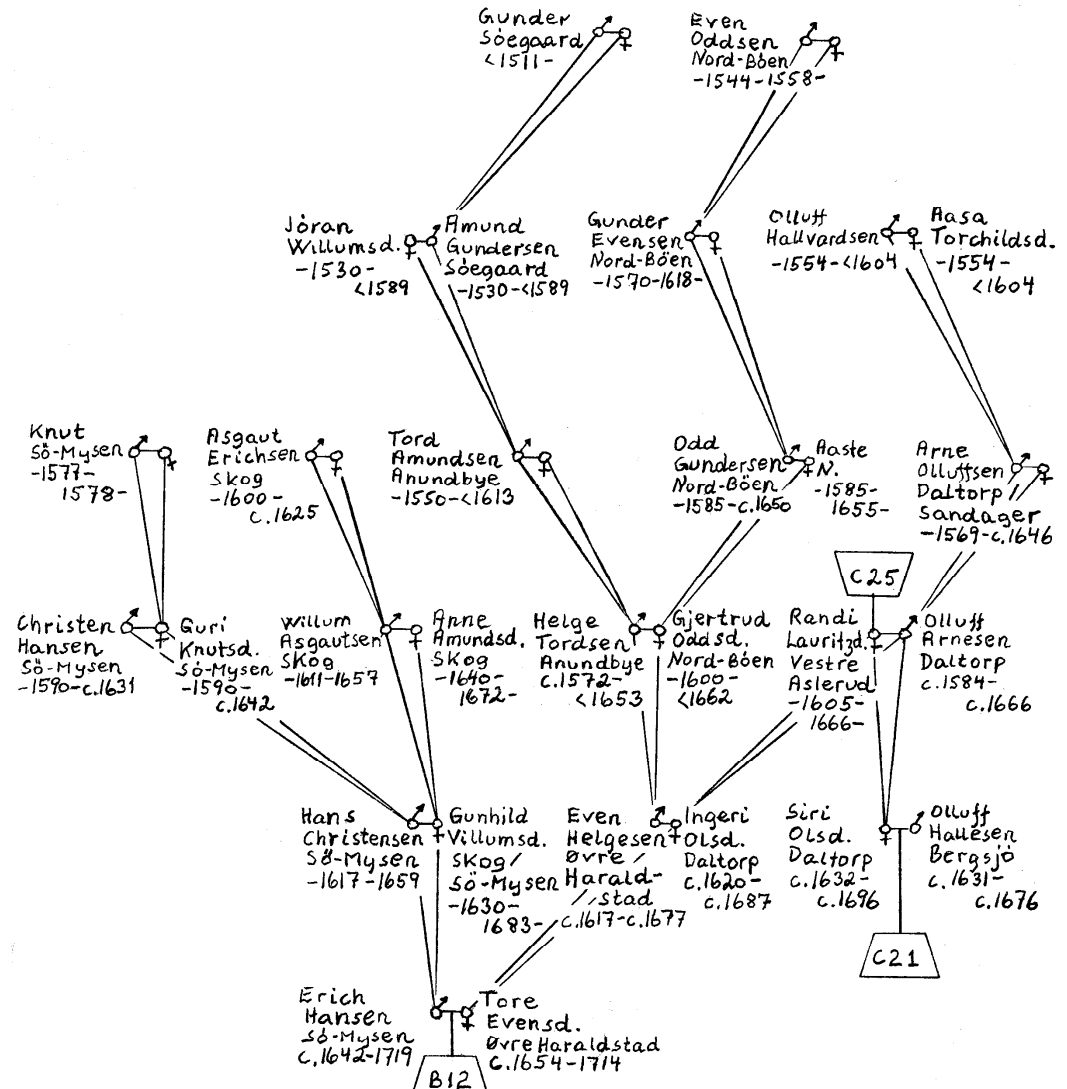 Gunder
Söegaard
<1511-
Even
Oddsen
Nord-Böen
-1544-1558-
Jöran
Willumsd.
-1530-
<1589
Amund
Gundersen
Söegaard
-1530-<1589
Gunder
Evensen
Nord-Böen
-1570-1618-
Olluff
Hallvardsen
-1554-<1604
Aasa
Torchildsd.
-1554-
<1604
Knut
Sö-Mysen
-1577-
1578-
Asgaut
Erichsen
Skog
-1600-
c.1625
Tord
Amundsen
Anundbye
-1550-<1613
Odd
Gundersen
Nord-Böen
-1585-c.1650
Aaste
N.
-1585-
1655-
Arne
Olluffsen
Daltorp
Sandager
-1569-c.1646
C25
Christen
Hansen
Sö-Mysen
-1590-c.1631
Guri
Knutsd.
Sö-Mysen
-1590-
c.1642
Willum
Asgautsen
Skog
-1611-1657
Anne
Amundsd.
Skog
-1640-
1672-
Helge
Tordsen
Anundbye
c.1572-
<1653
Gjertrud
Oddsd.
Nord-Böen
-1600-
<1662
Randi
Lauritzd.
Vestre
Aslerud
-1605-
1666-
Olluff
Arnesen
Daltorp
c.1584-
c.1666
Hans
Christensen
Sö-Mysen
-1617-1659
Gunhild
Villumsd.
Skog/
Sö-Mysen
-1630-
1683-
Even
Helgesen
Øvre
Harald-
stad
c.1617-c.1677
Ingeri
Olsd.
Daltorp
c.1620-
c.1687
Siri
Olsd.
Daltorp
c.1632-
c.1696
Olluff
Hallesen
Bergsjö
c.1631-
c.1676
C21
Erich
Hansen
Sö-Mysen
c.1642-1719
Tore
Evensd.
Øvre Haraldstad
c.1654-1714
B12